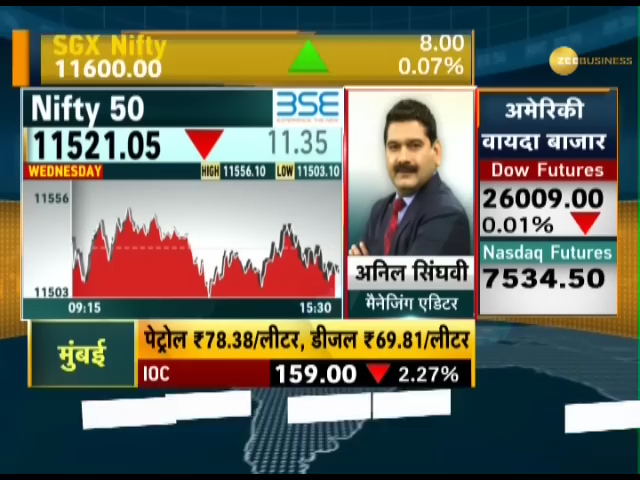 SGX Nifty
11600.00
8.00
0.07%
ZEEBUSINESS
Nifty 50
BSE
EXPERIENCE THE NEW
11521.05
11.35
WEDNESDAY
HIGH 11556.10
LOW 11503.10
11556
11503
09:15
15:30
अनिल सिंघवी
मैनेजिंग एडिटर
अमेरिकी
वायदा बाजार
Dow Futures
26009.00
0.01%
Nasdaq Futures
7534.50
मुंबई
पेट्रोल ₹78.38/लीटर, डीजल ₹69.81/लीटर
IOC
159.00
2.27%